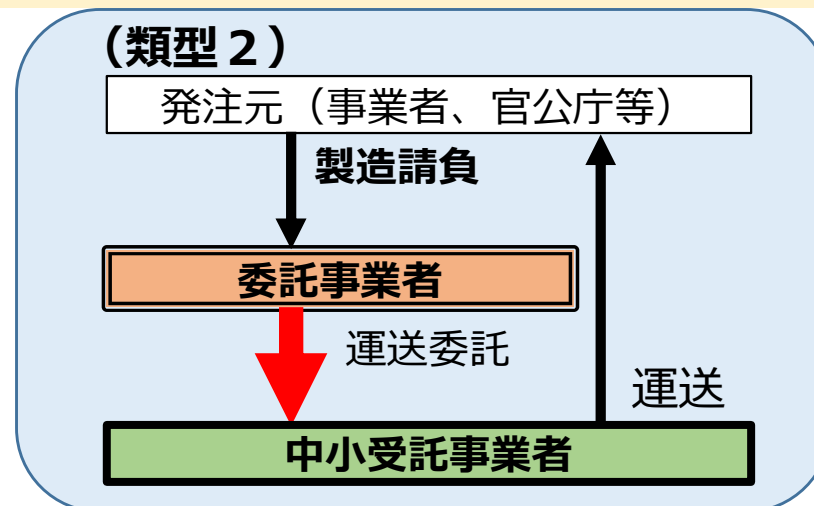 （類型２）
発注元（事業者、官公庁等）
製造請負
委託事業者
運送委託
運送
中小受託事業者